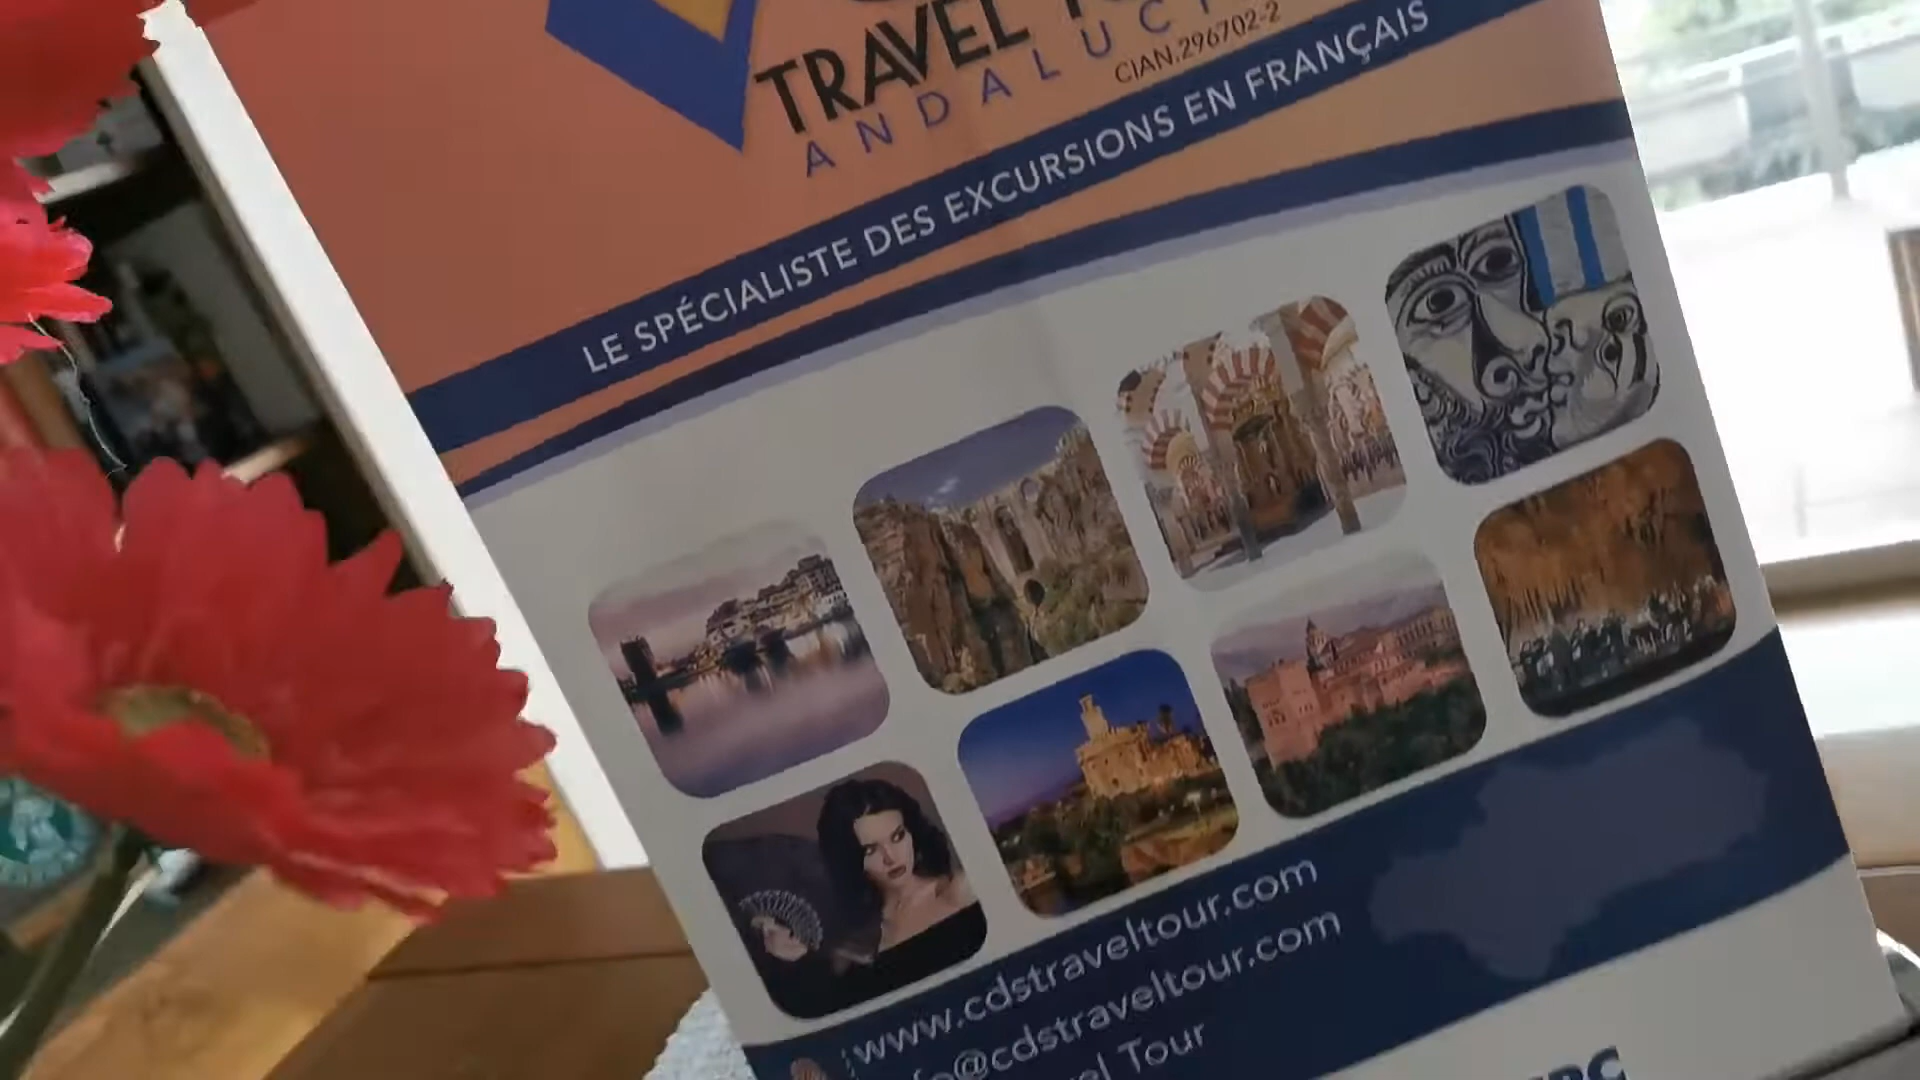 TRAVEL
ANDALUC
CIAN.296702-2
LE SPÉCIALISTE DES EXCURSIONS EN FRANÇAIS
www.cdstraveltour.com
@cdstraveltour.com
Tour